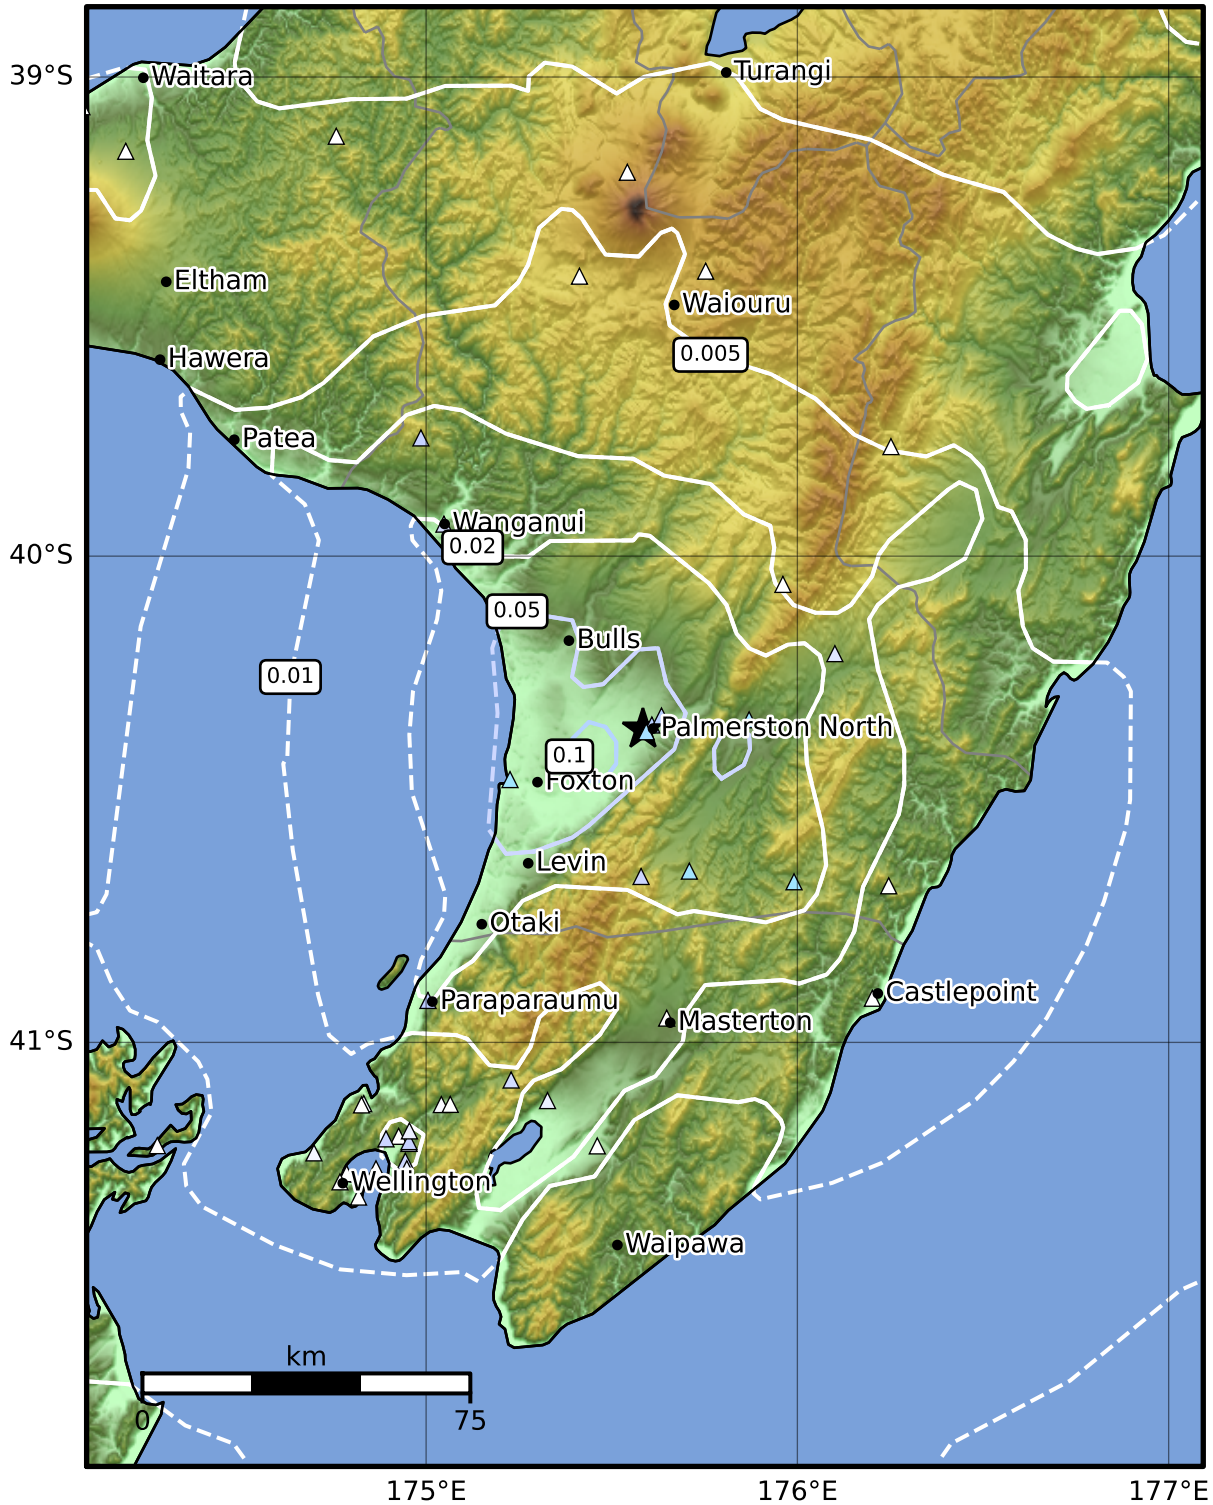 39°S
Waitara
Turangi
Eltham
Waiouru
0.005
Hawera
Patea
Wanganui
0.02
40°S
0.05
Bulls
0.01
Palmerston North
0.1
Foxton
Levin
Otaki
Castlepoint
Paraparaumu
Masterton
41°S
Wellington
Waipawa
km
0 75
175°E 176°E 177°E